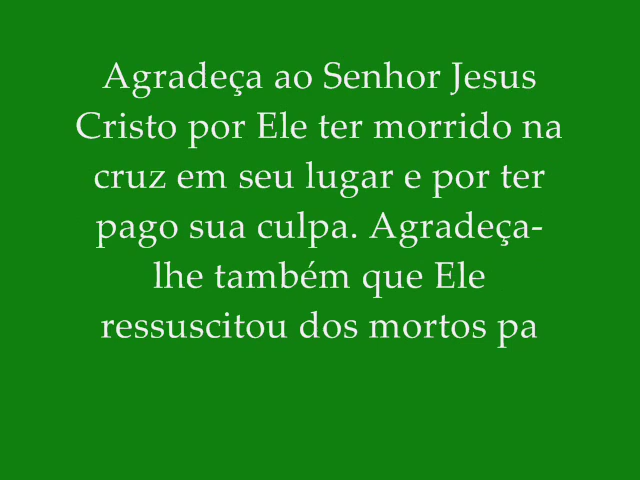 Agradeça ao Senhor Jesus
Cristo por Ele ter morrido na
cruz em seu lugar e por ter
pago sua culpa. Agradeça-
lhe também que Ele
ressuscitou dos mortos pa